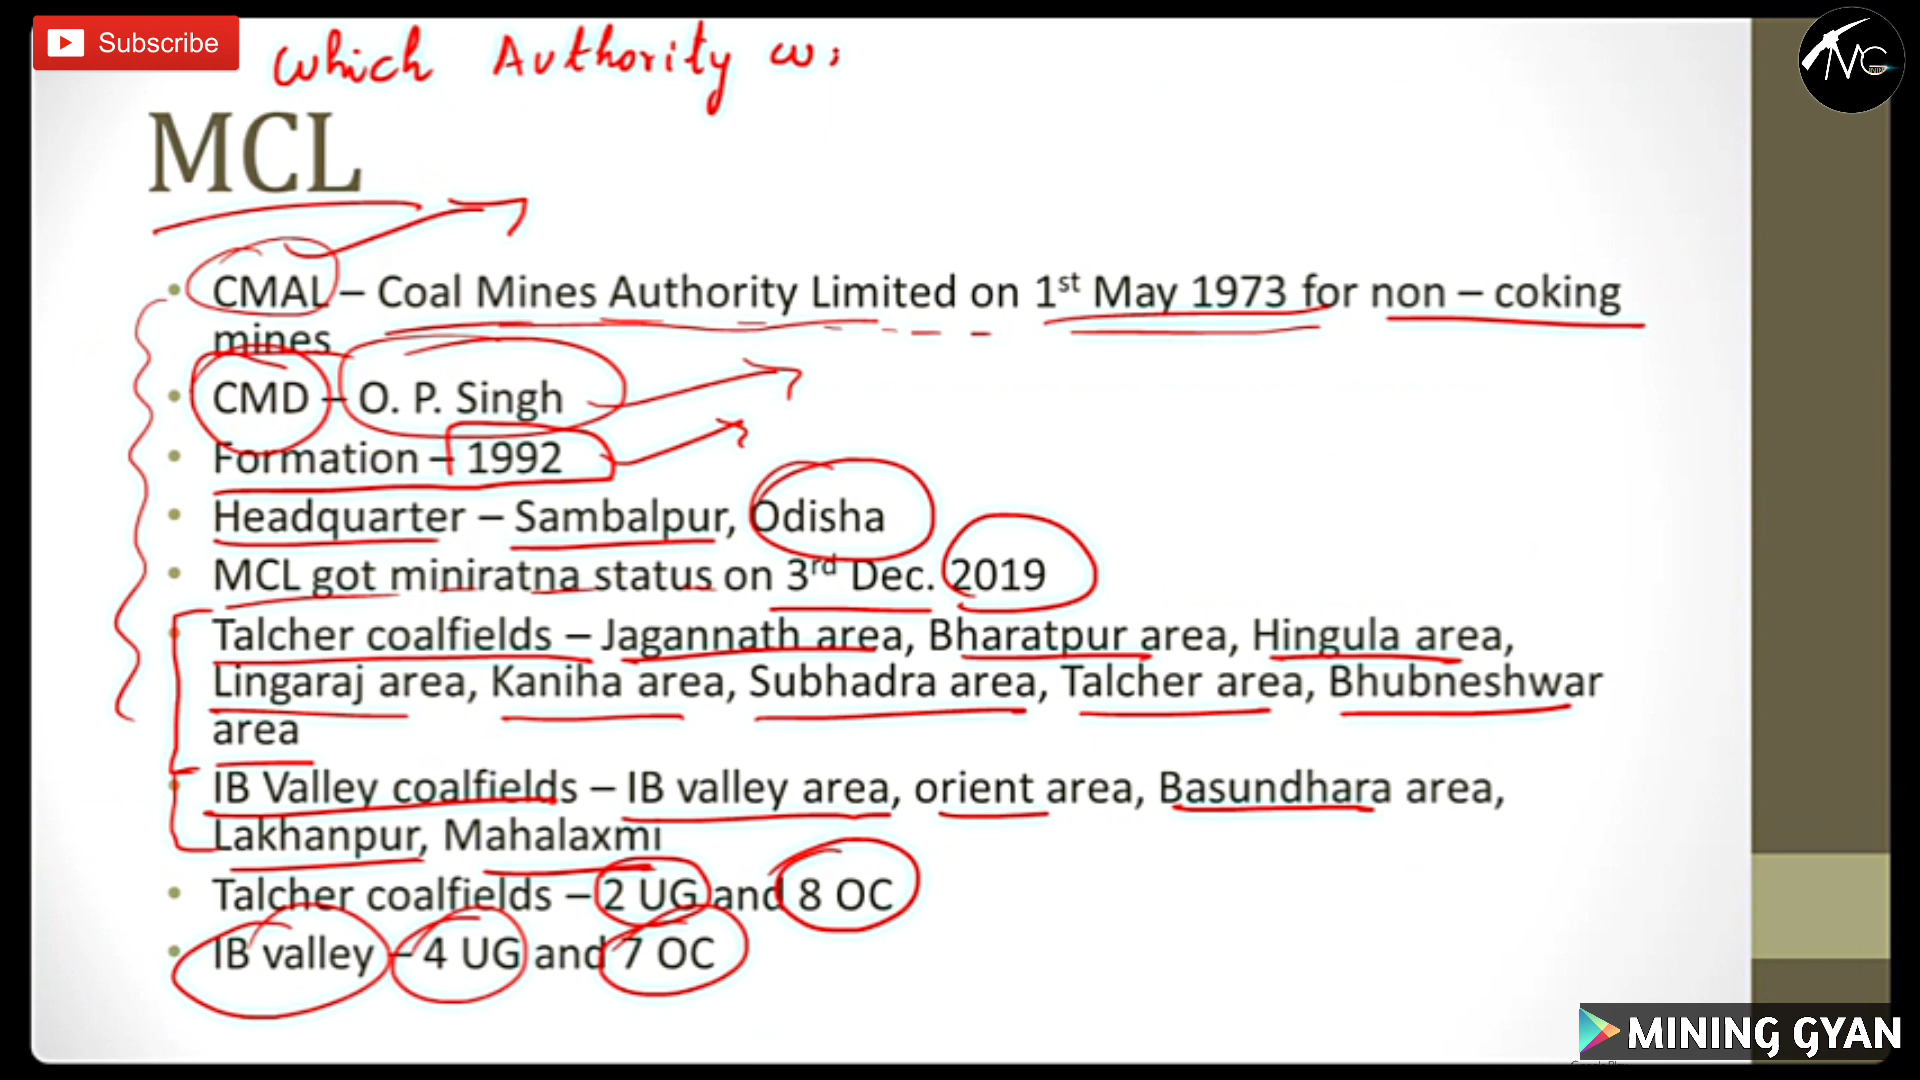 Subscribe
Which Authority w
MG
MCL
• CMAL – Coal Mines Authority Limited on 1st May 1973 for non – coking
mines
• CMD – O. P. Singh
• Formation – 1992
• Headquarter – Sambalpur, Odisha
• MCL got miniratna status on 3rd Dec. 2019
• Talcher coalfields – Jagannath area, Bharatpur area, Hingula area,
Lingaraj area, Kaniha area, Subhadra area, Talcher area, Bhubneshwar
area
• IB Valley coalfields – IB valley area, orient area, Basundhara area,
Lakhanpur, Mahalaxmi
• Talcher coalfields – 2 UG and 8 OC
• IB valley – 4 UG and 7 OC
MINING GYAN